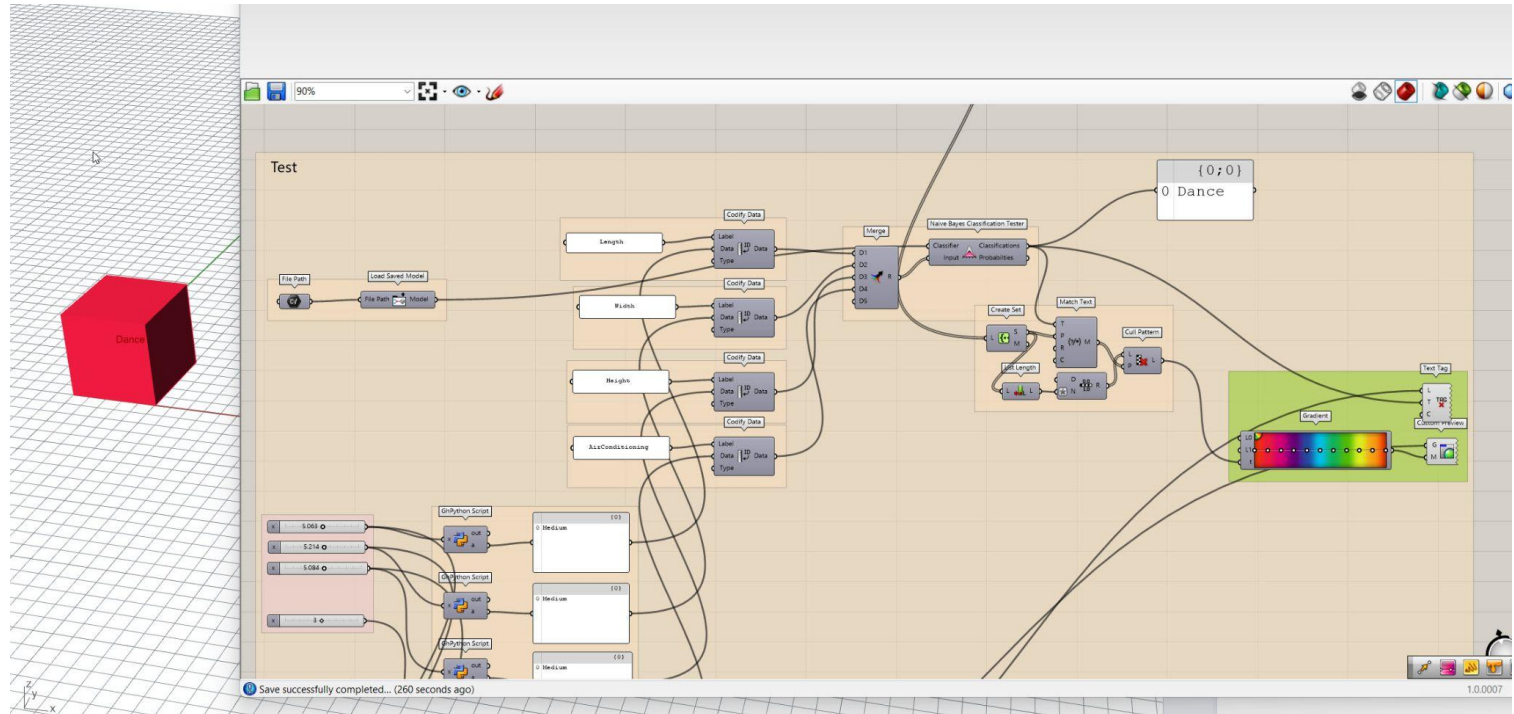 90%
Test
{0;0}
0 Dance
Codify Data
Length
Label
Data
Data
Type
Merge
D1
D2
D3
D4
D5
R
Naive Bayes Classification Tester
Classifier
Classifications
Input
Probabilities
File Path
Load Saved Model
File Path
Model
Codify Data
Width
Label
Data
Data
Type
Create Set
L
S
M
Match Text
T
P
R
C
M
Cull Pattern
L
P
L
Dance
Codify Data
Height
Label
Data
Data
Type
List Length
L
L
D
N
R
Text Tag
L
T
C
TAG
Codify Data
AirConditioning
Label
Data
Data
Type
Gradient
L0
L1
t
Custom Preview
G
M
GhPython Script
{0}
0 Medium
x
out
a
x 5.063
x 5.214
x 5.084
x 3
GhPython Script
{0}
0 Medium
x
out
a
GhPython Script
{0}
0 Medium
out
z
y
x
Save successfully completed... (260 seconds ago)
1.0.0007